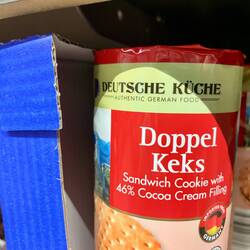 DEUTSCHE KÜCHE
AUTHENTIC GERMAN FOOD
Doppel
Keks
Sandwich Cookie with
46% Cocoa Cream Filling